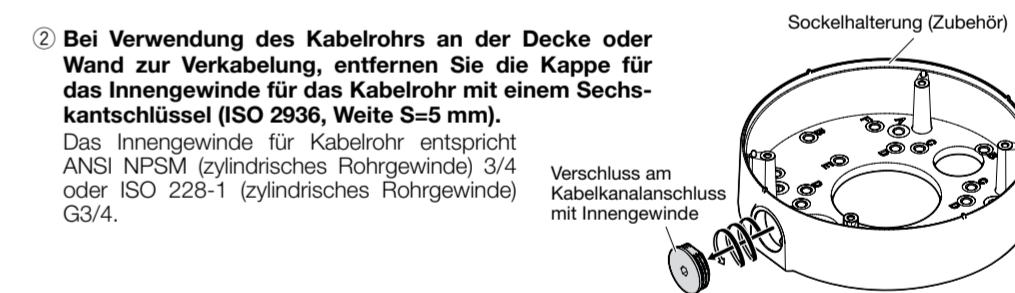 ② Bei Verwendung des Kabelrohrs an der Decke oder
Wand zur Verkabelung, entfernen Sie die Kappe für
das Innengewinde für das Kabelrohr mit einem Sechs-
kantschlüssel (ISO 2936, Weite S=5 mm).
Das Innengewinde für Kabelrohr entspricht
ANSI NPSM (zylindrisches Rohrgewinde) 3/4
oder ISO 228-1 (zylindrisches Rohrgewinde)
G3/4.
Sockelhalterung (Zubehör)
Verschluss am
Kabelkanalanschluss
mit Innengewinde